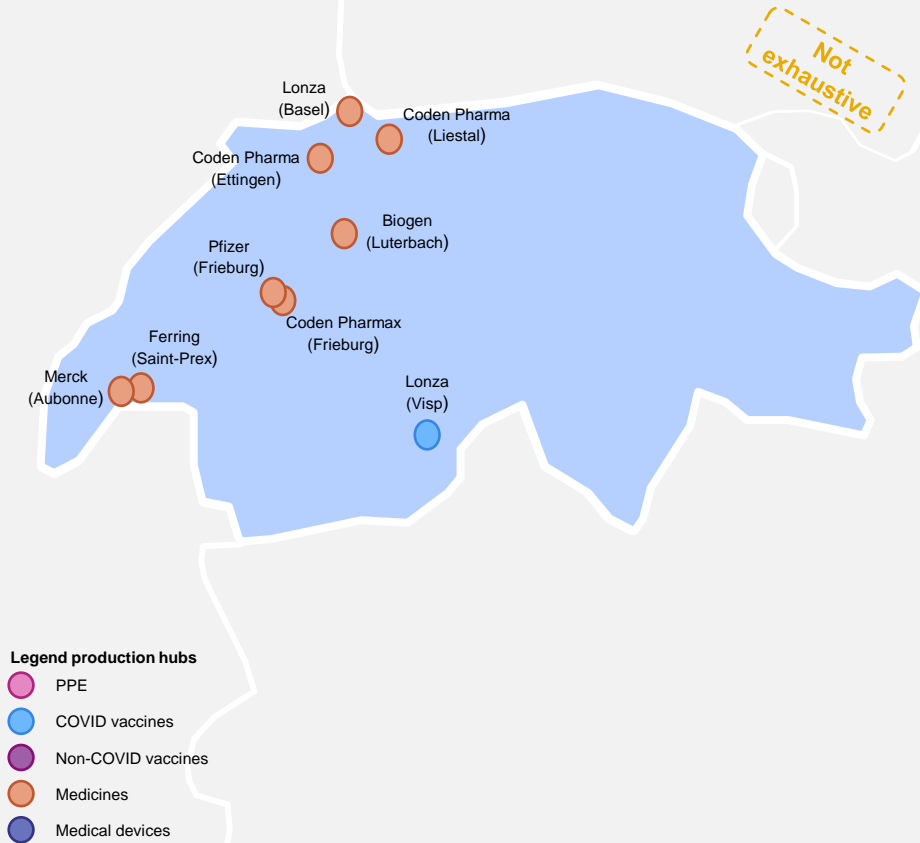 Not
exhaustive
Lonza
(Basel)
Coden Pharma
(Liestal)
Coden Pharma
(Ettingen)
Biogen
(Luterbach)
Pfizer
(Frieburg)
Coden Pharmax
(Frieburg)
Ferring
(Saint-Prex)
Merck
(Aubonne)
Lonza
(Visp)
Legend production hubs
PPE
COVID vaccines
Non-COVID vaccines
Medicines
Medical devices